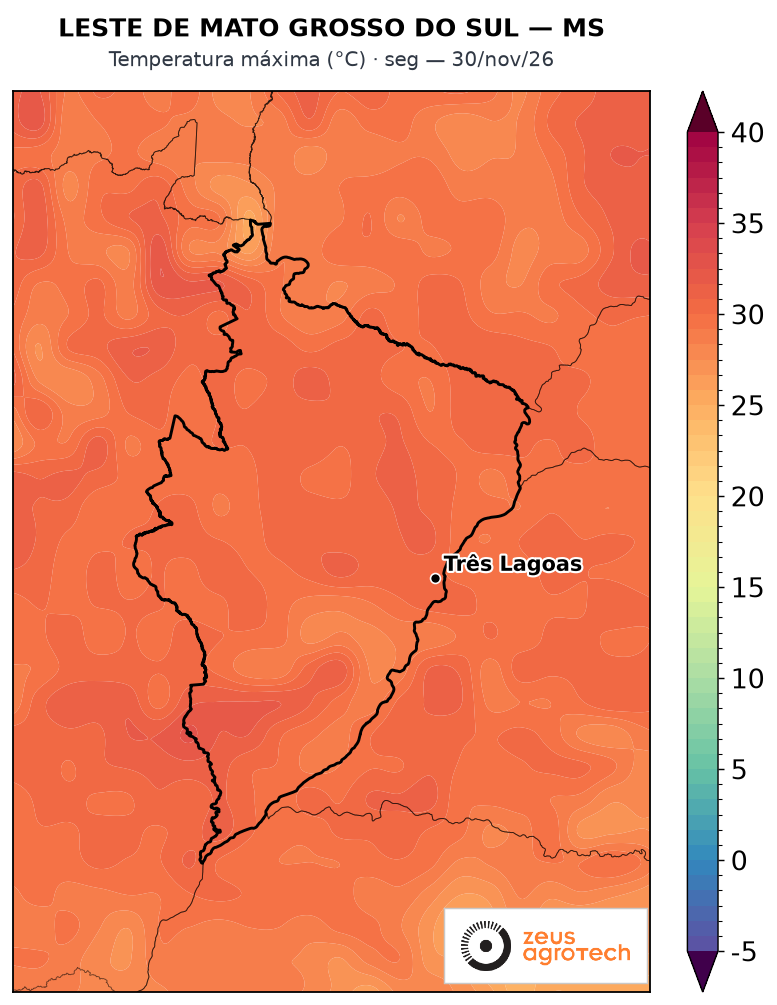 LESTE DE MATO GROSSO DO SUL — MS
Temperatura máxima (°C) · seg — 30/nov/26
40
35
30
25
20
15
10
5
0
-5
Três Lagoas
zeus
agrotech